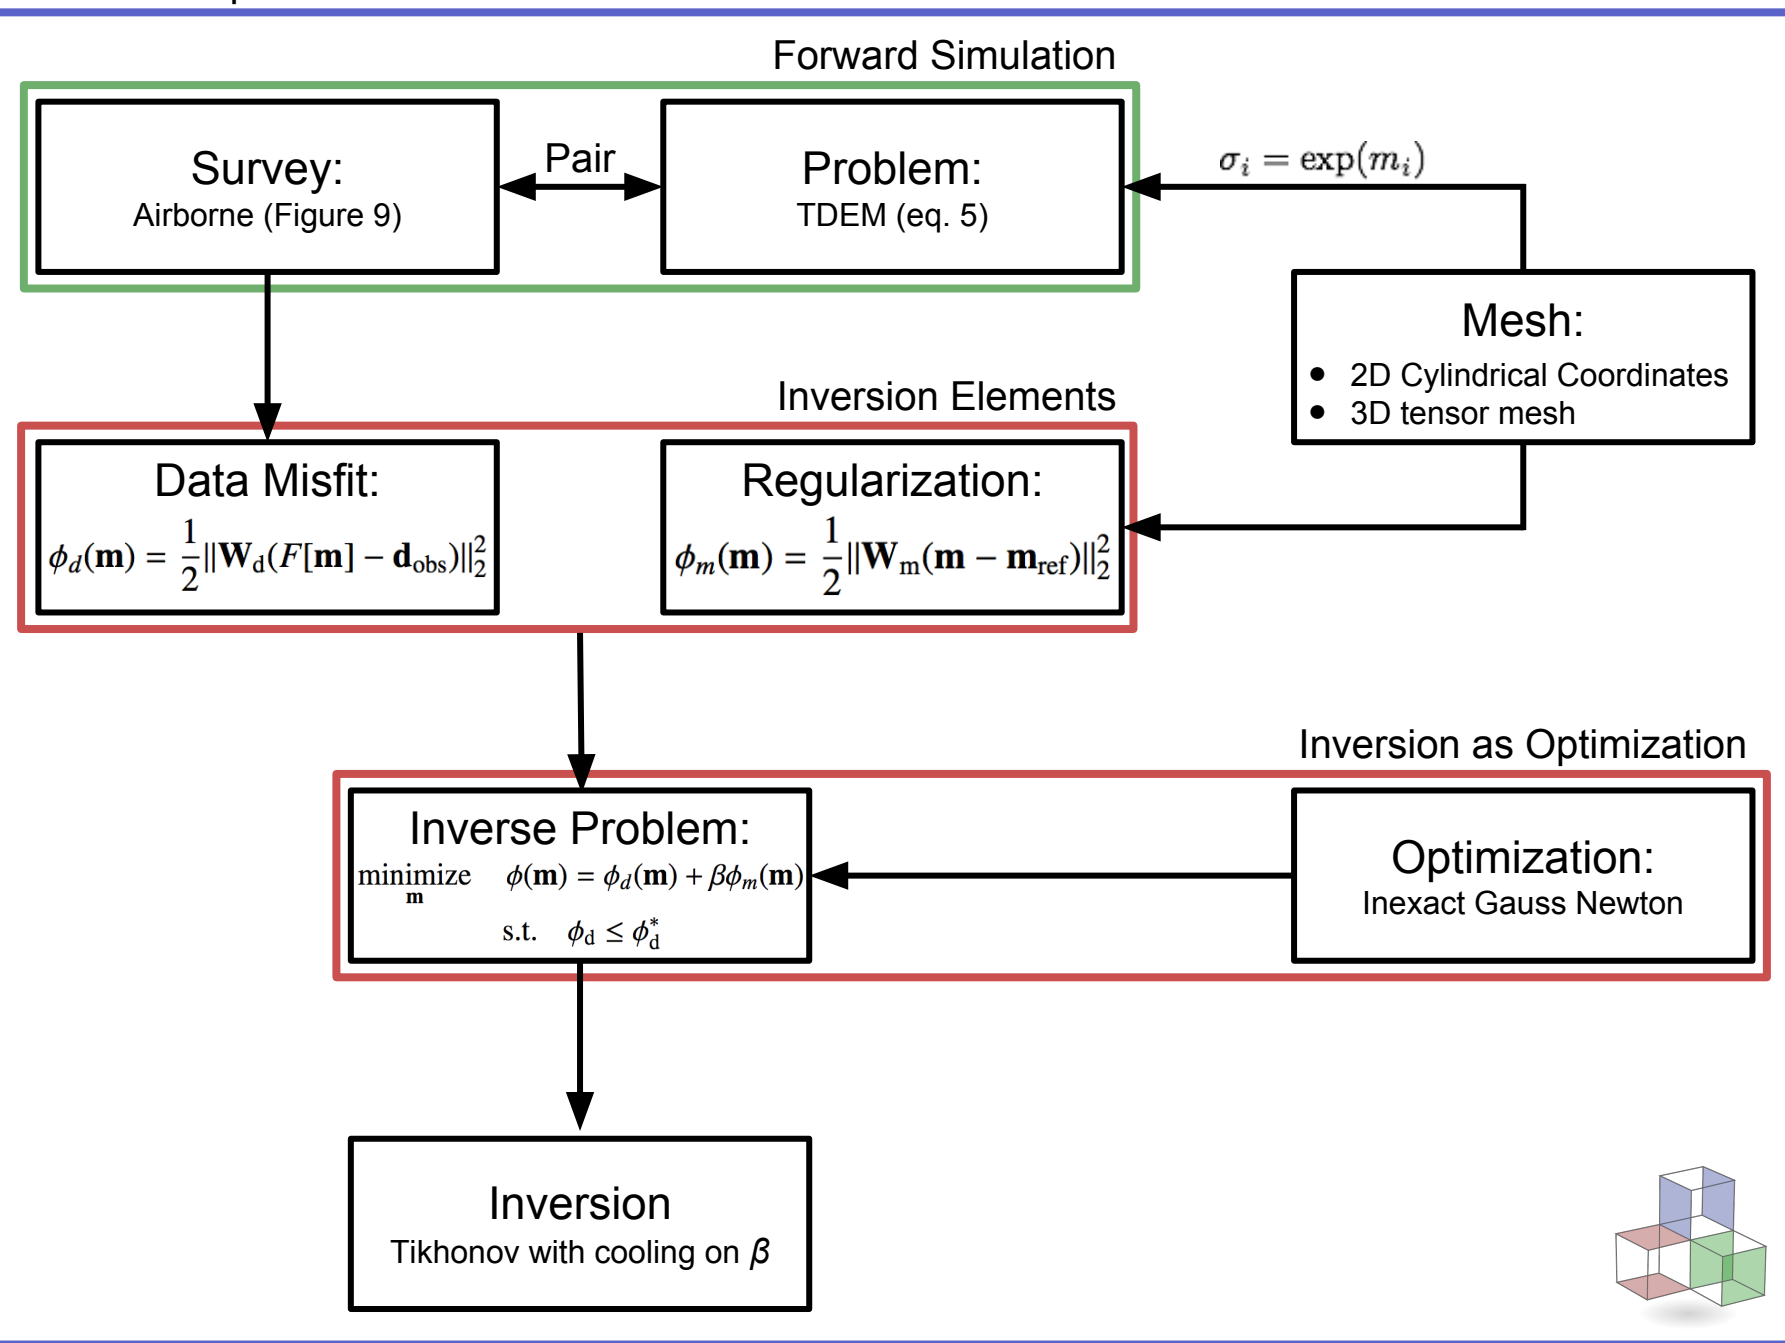 Forward Simulation
Survey:
Airborne (Figure 9)
Pair
Problem:
TDEM (eq. 5)
σ_i = exp(m_i)
Mesh:
● 2D Cylindrical Coordinates
● 3D tensor mesh
Inversion Elements
Data Misfit:
ϕ_d(m) = 1/2 ||W_d(F[m] − d_obs)||_2^2
Regularization:
ϕ_m(m) = 1/2 ||W_m(m − m_ref)||_2^2
Inversion as Optimization
Inverse Problem:
minimize ϕ(m) = ϕ_d(m) + βϕ_m(m)
m
s.t. ϕ_d ≤ ϕ_d^*
Optimization:
Inexact Gauss Newton
Inversion
Tikhonov with cooling on β